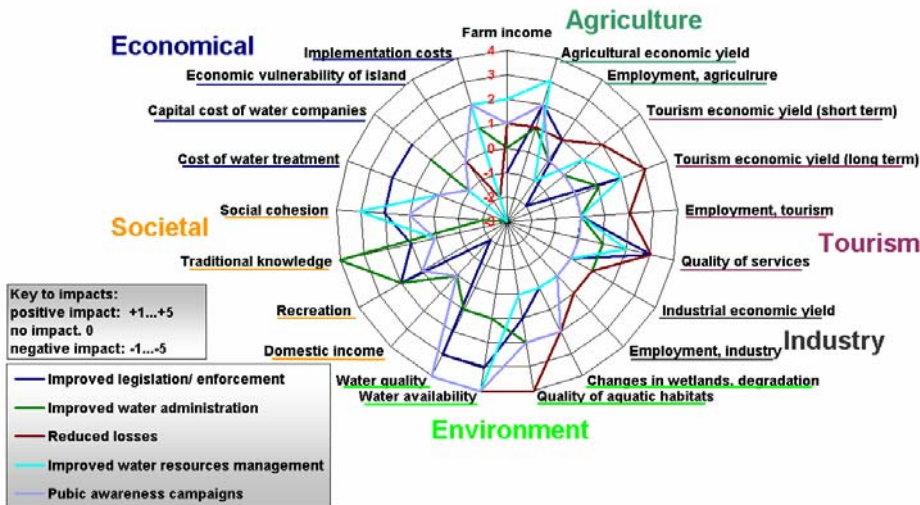 Agriculture
Economical
Farm income
Implementation costs
Agricultural economic yield
Economic vulnerability of island
Employment, agriculrure
Capital cost of water companies
Tourism economic yield (short term)
Cost of water treatment
Tourism economic yield (long term)
Social cohesion
Employment, tourism
Societal
Tourism
Traditional knowledge
Quality of services
Recreation
Industrial economic yield
Domestic income
Employment, industry
Industry
Water quality
Changes in wetlands, degradation
Water availability
Quality of aquatic habitats
Environment
4
3
2
1
0
-1
-2
-3
Key to impacts:
positive impact: +1...+5
no impact. 0
negative impact: -1...-5
Improved legislation/ enforcement
Improved water administration
Reduced losses
Improved water resources management
Pubic awareness campaigns